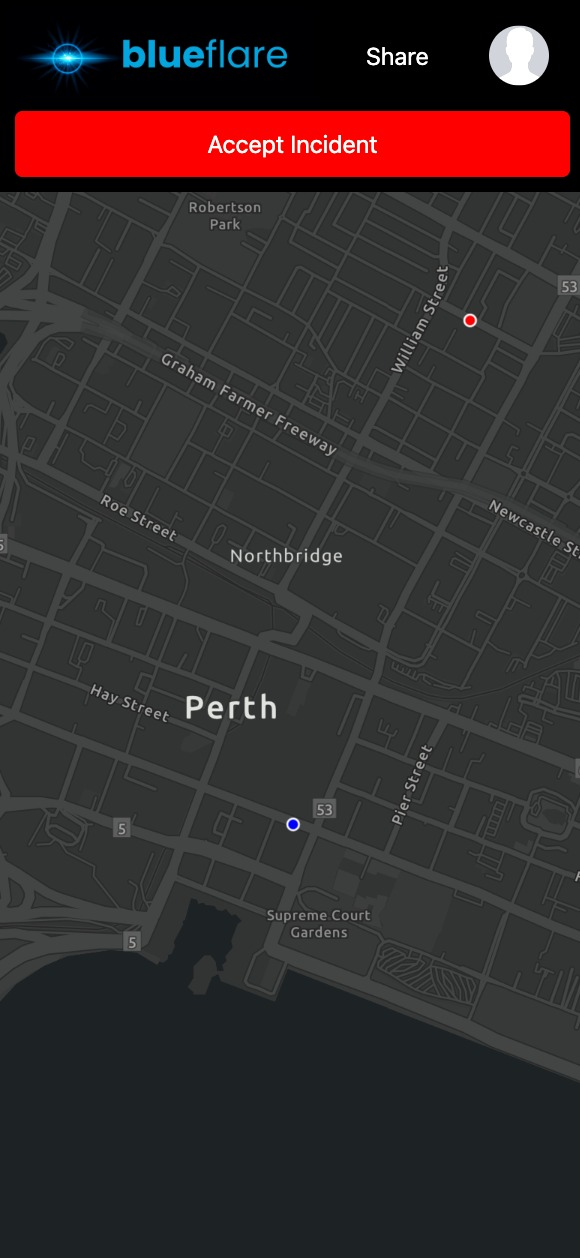 blueflare
Share
Accept Incident
Robertson
Park
53
William Street
Graham Farmer Freeway
Roe Street
Newcastle St
5
Northbridge
Hay Street
Perth
Pier Street
53
5
Supreme Court
Gardens
5